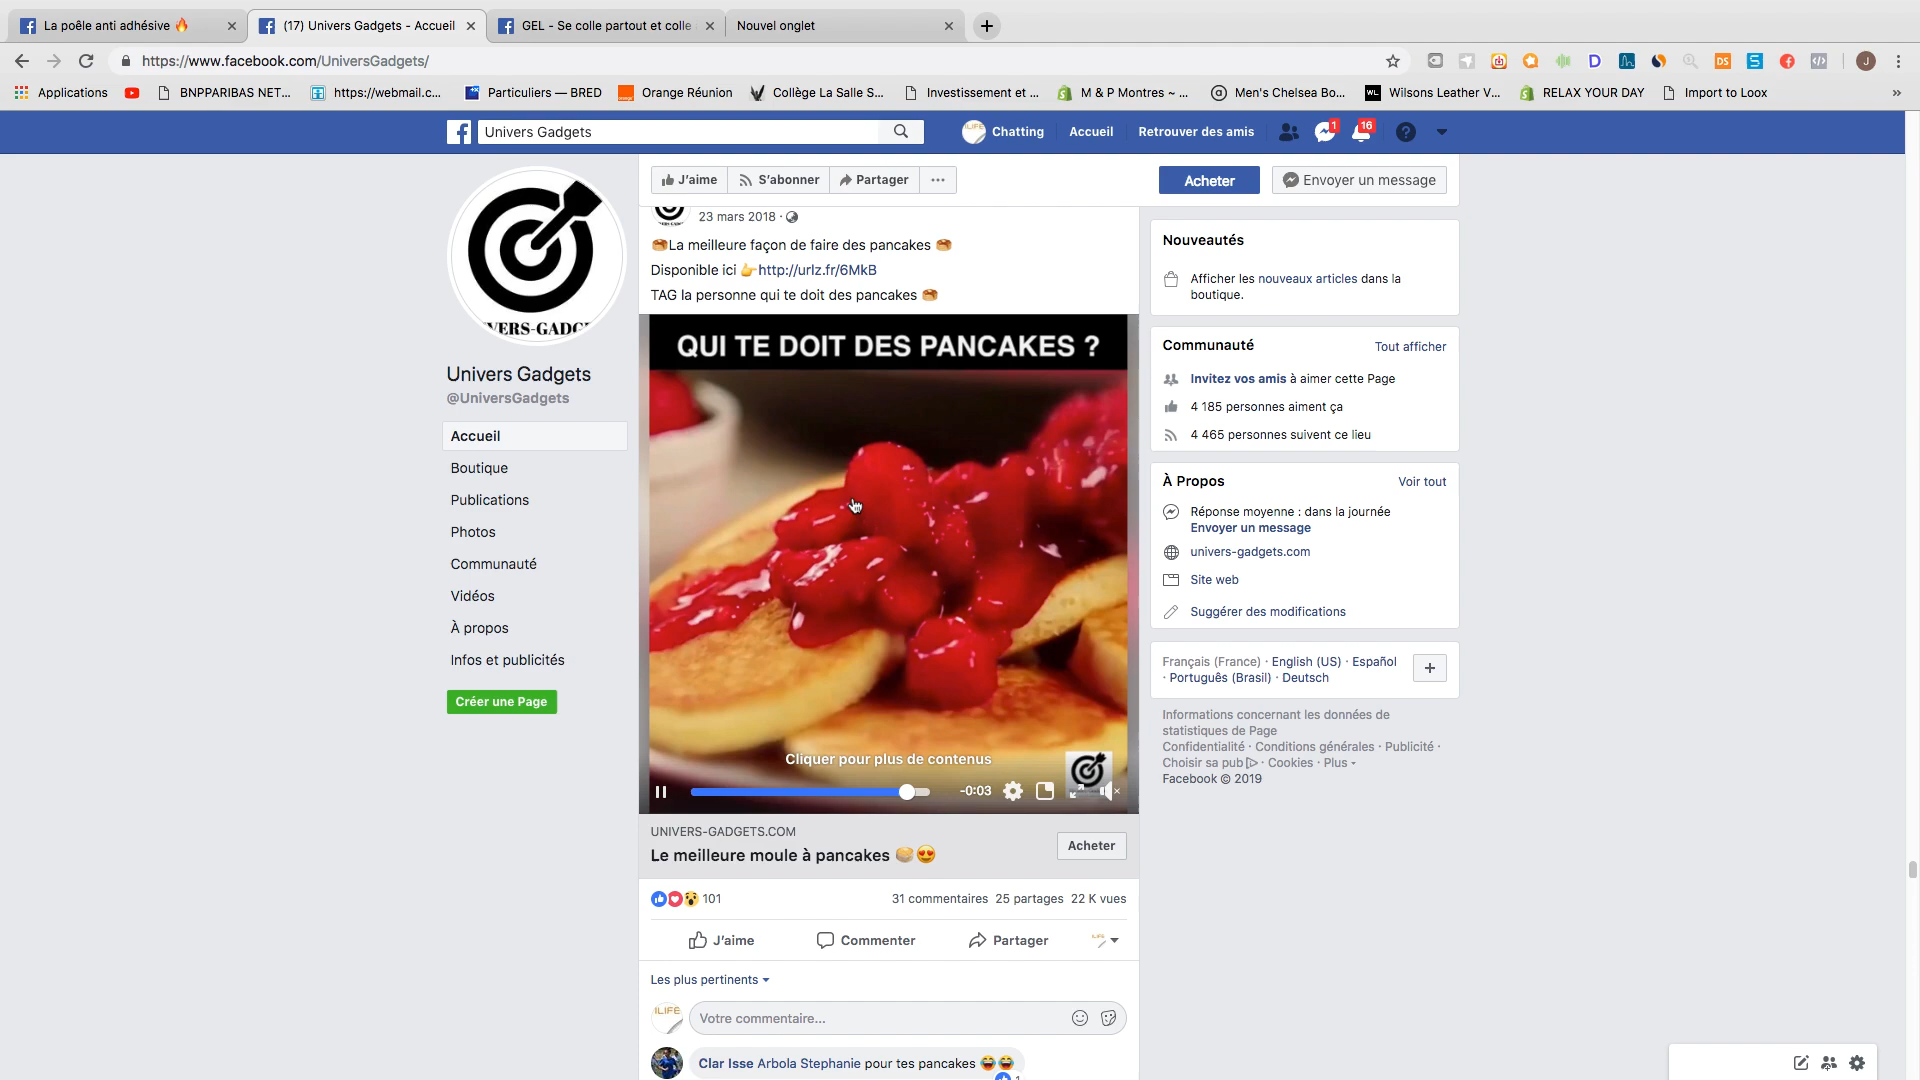 La poêle anti adhésive 🔥
(17) Univers Gadgets - Accueil
GEL - Se colle partout et colle
Nouvel onglet
https://www.facebook.com/UniversGadgets/
DS
S
J
Applications
BNPPARIBAS NET...
https://webmail.c...
Particuliers — BRED
Orange Réunion
Collège La Salle S...
Investissement et ...
M & P Montres ~ ...
Men's Chelsea Bo...
Wilsons Leather V...
RELAX YOUR DAY
Import to Loox
Univers Gadgets
Chatting
Accueil
Retrouver des amis
1
16
J'aime
S'abonner
Partager
Acheter
Envoyer un message
VERS-GADG
Univers Gadgets
@UniversGadgets
Accueil
Boutique
Publications
Photos
Communauté
Vidéos
À propos
Infos et publicités
Créer une Page
23 mars 2018 ·
🥞La meilleure façon de faire des pancakes 🥞
Disponible ici 👉http://urlz.fr/6MkB
TAG la personne qui te doit des pancakes 🥞
QUI TE DOIT DES PANCAKES ?
Cliquer pour plus de contenus
-0:03
UNIVERS-GADGETS.COM
Le meilleure moule à pancakes 🥞😍
Acheter
101
31 commentaires 25 partages 22 K vues
J'aime
Commenter
Partager
Les plus pertinents
ILIFE
Votre commentaire...
Clar Isse Arbola Stephanie pour tes pancakes 😂😂
1
Nouveautés
Afficher les nouveaux articles dans la
boutique.
Communauté
Tout afficher
Invitez vos amis à aimer cette Page
4 185 personnes aiment ça
4 465 personnes suivent ce lieu
À Propos
Voir tout
Réponse moyenne : dans la journée
Envoyer un message
univers-gadgets.com
Site web
Suggérer des modifications
Français (France) · English (US) · Español
· Português (Brasil) · Deutsch
Informations concernant les données de
statistiques de Page
Confidentialité · Conditions générales · Publicité ·
Choisir sa pub · Cookies · Plus
Facebook © 2019